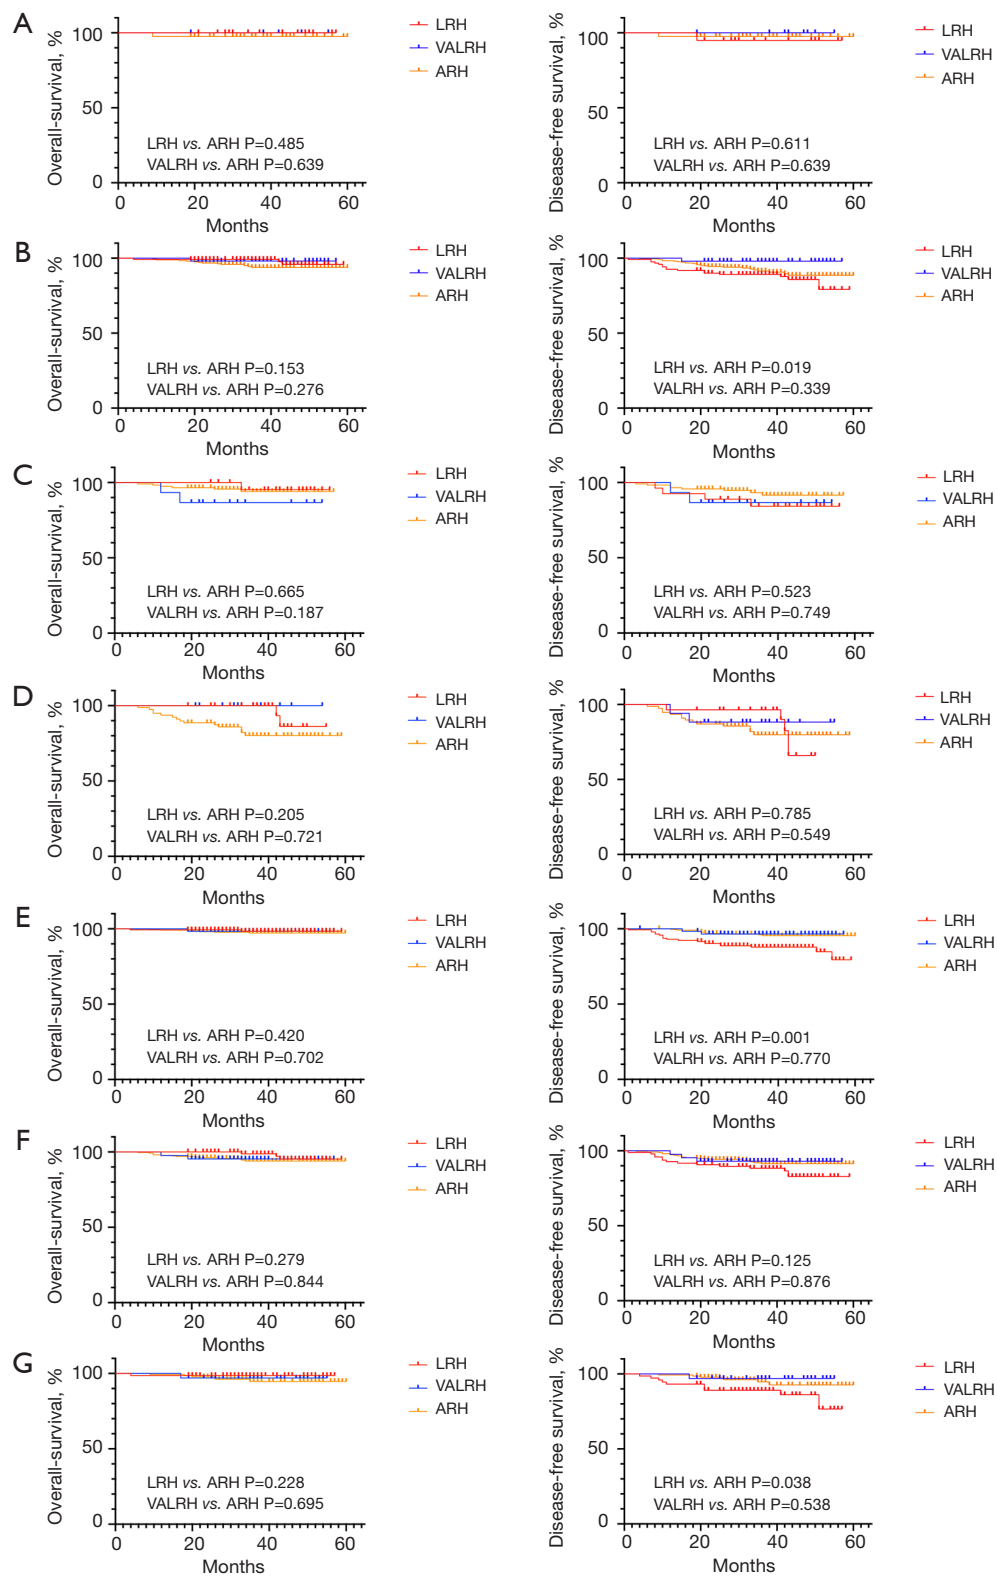 A
Overall-survival, %
100
50
0
0 20 40 60
Months
LRH
VALRH
ARH
LRH vs. ARH P=0.485
VALRH vs. ARH P=0.639
Disease-free survival, %
100
50
0
0 20 40 60
Months
LRH
VALRH
ARH
LRH vs. ARH P=0.611
VALRH vs. ARH P=0.639
B
Overall-survival, %
100
50
0
0 20 40 60
Months
LRH
VALRH
ARH
LRH vs. ARH P=0.153
VALRH vs. ARH P=0.276
Disease-free survival, %
100
50
0
0 20 40 60
Months
LRH
VALRH
ARH
LRH vs. ARH P=0.019
VALRH vs. ARH P=0.339
C
Overall-survival, %
100
50
0
0 20 40 60
Months
LRH
VALRH
ARH
LRH vs. ARH P=0.665
VALRH vs. ARH P=0.187
Disease-free survival, %
100
50
0
0 20 40 60
Months
LRH
VALRH
ARH
LRH vs. ARH P=0.523
VALRH vs. ARH P=0.749
D
Overall-survival, %
100
50
0
0 20 40 60
Months
LRH
VALRH
ARH
LRH vs. ARH P=0.205
VALRH vs. ARH P=0.721
Disease-free survival, %
100
50
0
0 20 40 60
Months
LRH
VALRH
ARH
LRH vs. ARH P=0.785
VALRH vs. ARH P=0.549
E
Overall-survival, %
100
50
0
0 20 40 60
Months
LRH
VALRH
ARH
LRH vs. ARH P=0.420
VALRH vs. ARH P=0.702
Disease-free survival, %
100
50
0
0 20 40 60
Months
LRH
VALRH
ARH
LRH vs. ARH P=0.001
VALRH vs. ARH P=0.770
F
Overall-survival, %
100
50
0
0 20 40 60
Months
LRH
VALRH
ARH
LRH vs. ARH P=0.279
VALRH vs. ARH P=0.844
Disease-free survival, %
100
50
0
0 20 40 60
Months
LRH
VALRH
ARH
LRH vs. ARH P=0.125
VALRH vs. ARH P=0.876
G
Overall-survival, %
100
50
0
0 20 40 60
Months
LRH
VALRH
ARH
LRH vs. ARH P=0.228
VALRH vs. ARH P=0.695
Disease-free survival, %
100
50
0
0 20 40 60
Months
LRH
VALRH
ARH
LRH vs. ARH P=0.038
VALRH vs. ARH P=0.538